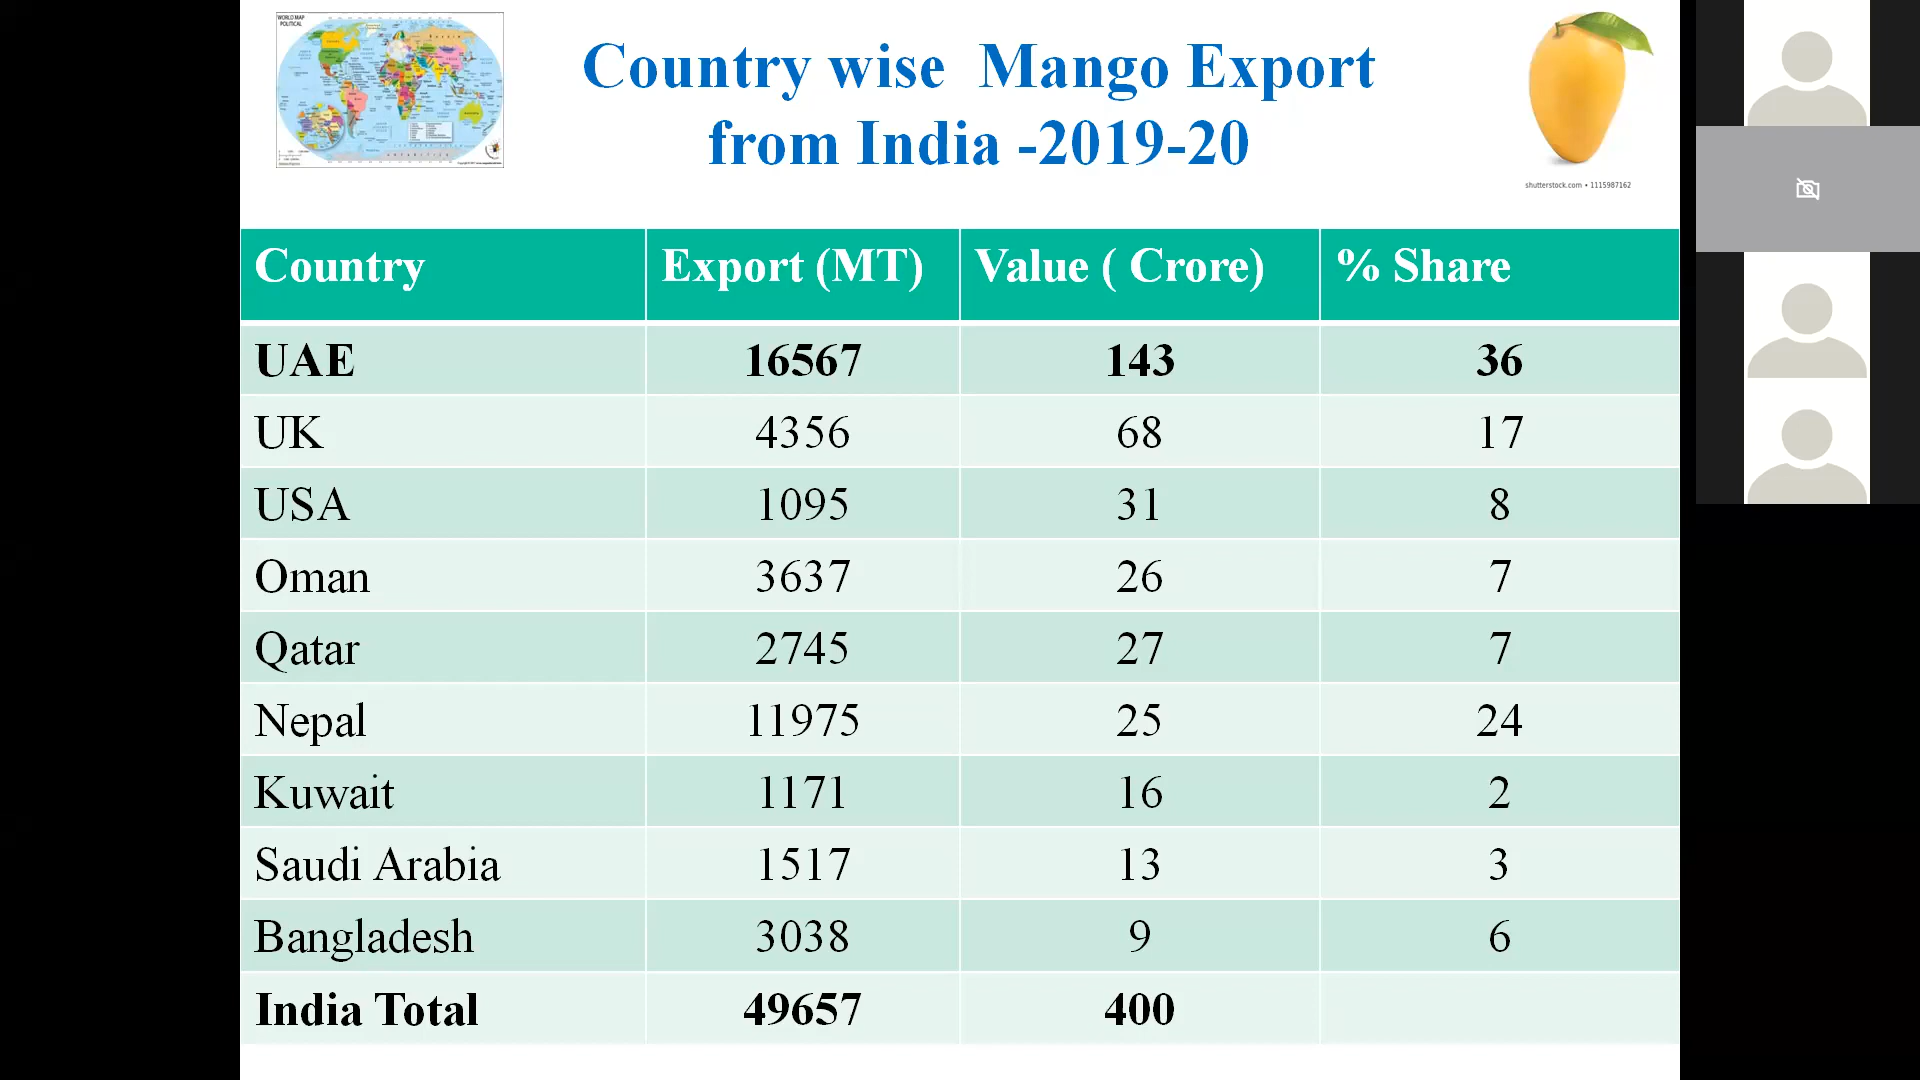 WORLD MAP
POLITICAL
Country wise Mango Export
from India -2019-20
shutterstock.com • 1115987162
Country Export (MT) Value ( Crore) % Share
UAE 16567 143 36
UK 4356 68 17
USA 1095 31 8
Oman 3637 26 7
Qatar 2745 27 7
Nepal 11975 25 24
Kuwait 1171 16 2
Saudi Arabia 1517 13 3
Bangladesh 3038 9 6
India Total 49657 400